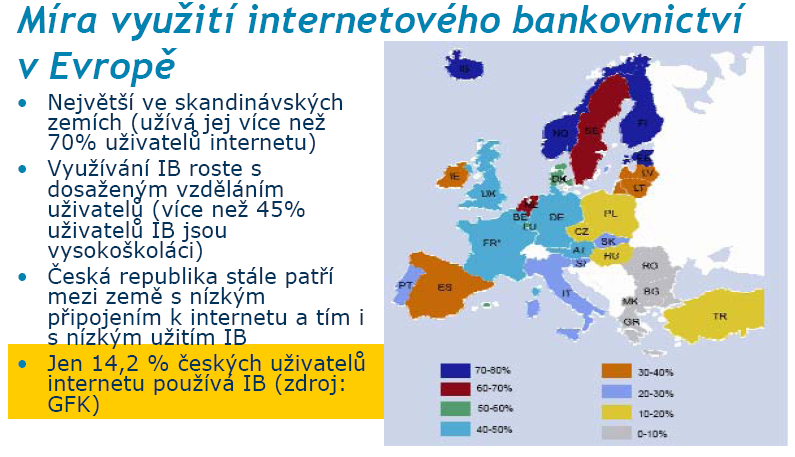 Míra využití internetového bankovnictví
v Evropě
• Největší ve skandinávských
zemích (užívá jej více než
70% uživatelů internetu)
• Využívání IB roste s
dosaženým vzděláním
uživatelů (více než 45%
uživatelů IB jsou
vysokoškoláci)
• Česká republika stále patří
mezi země s nízkým
připojením k internetu a tím i
s nízkým užitím IB
• Jen 14,2 % českých uživatelů
internetu používá IB (zdroj:
GFK)
IS
NO
SE
FI
EE
LV
LT
IE
UK
DK
NL
BE
LU
DE
PL
CZ
SK
FR*
AT
HU
SI
RO
PT
ES
IT
BG
MK
GR
TR
70-80%
60-70%
50-60%
40-50%
30-40%
20-30%
10-20%
0-10%